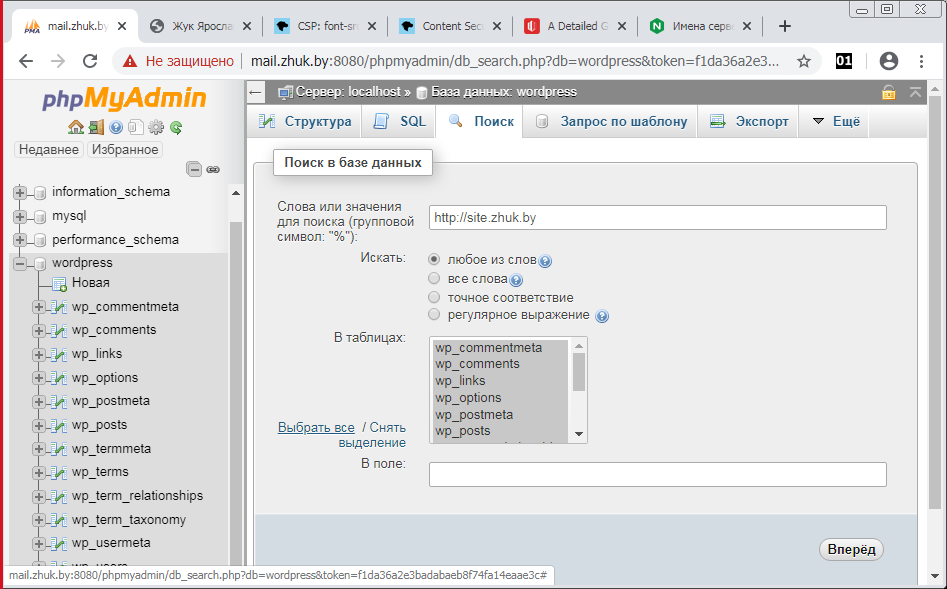 mail.zhuk.by
Жук Яросла
CSP: font-sr
Content Sec
A Detailed G
Имена серве
Не защищено
mail.zhuk.by:8080/phpmyadmin/db_search.php?db=wordpress&token=f1da36a2e3...
01
phpMyAdmin
Недавнее
Избранное
information_schema
mysql
performance_schema
wordpress
Новая
wp_commentmeta
wp_comments
wp_links
wp_options
wp_postmeta
wp_posts
wp_termmeta
wp_terms
wp_term_relationships
wp_term_taxonomy
wp_usermeta
wp_users
Сервер: localhost » База данных: wordpress
Структура
SQL
Поиск
Запрос по шаблону
Экспорт
Ещё
Поиск в базе данных
Слова или значения
для поиска (групповой
символ: "%"):
http://site.zhuk.by
Искать:
любое из слов
все слова
точное соответствие
регулярное выражение
В таблицах:
wp_commentmeta
wp_comments
wp_links
wp_options
wp_postmeta
wp_posts
Выбрать все / Снять
выделение
В поле:
Вперёд
mail.zhuk.by:8080/phpmyadmin/db_search.php?db=wordpress&token=f1da36a2e3badabaeb8f74fa14eaae3c#